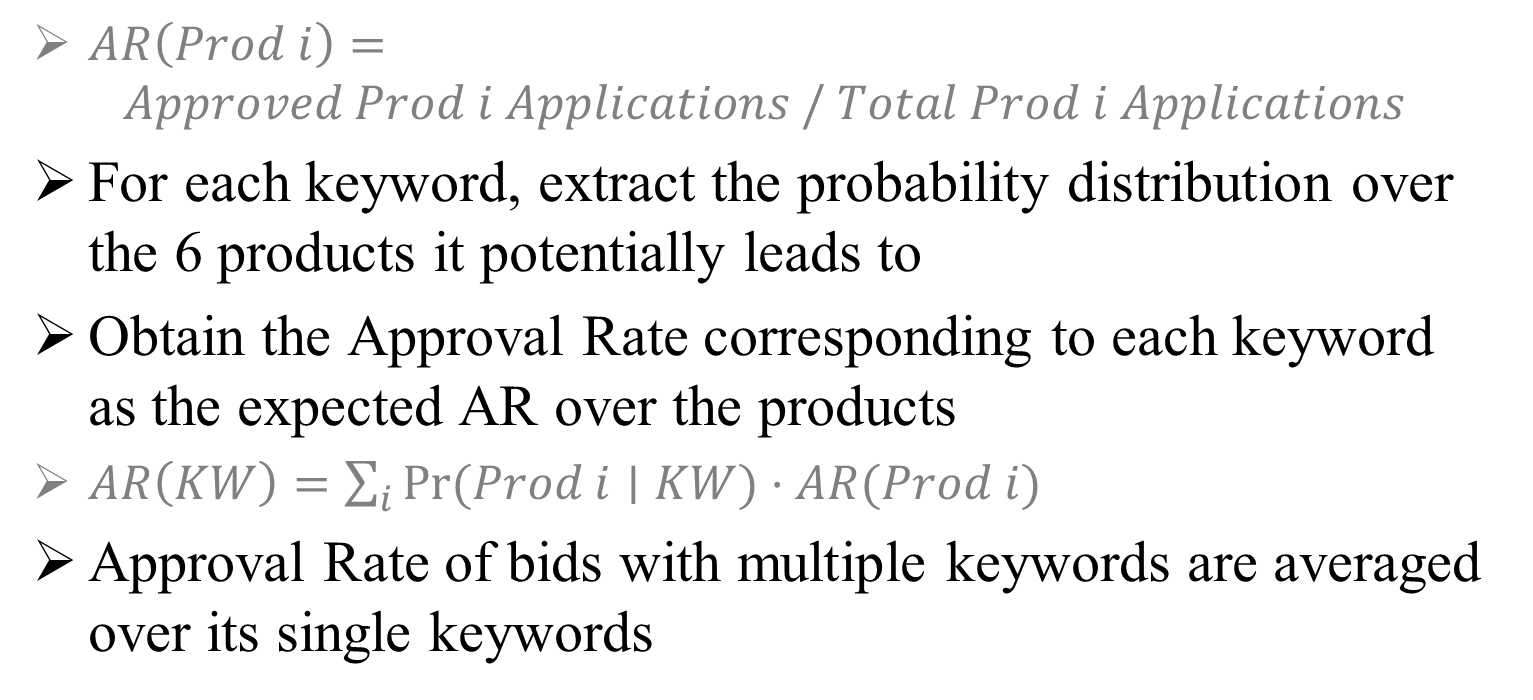 ➢ AR(Prod i) =
Approved Prod i Applications / Total Prod i Applications
➢ For each keyword, extract the probability distribution over
the 6 products it potentially leads to
➢ Obtain the Approval Rate corresponding to each keyword
as the expected AR over the products
➢ AR(KW) = ∑ᵢ Pr(Prod i | KW) · AR(Prod i)
➢ Approval Rate of bids with multiple keywords are averaged
over its single keywords